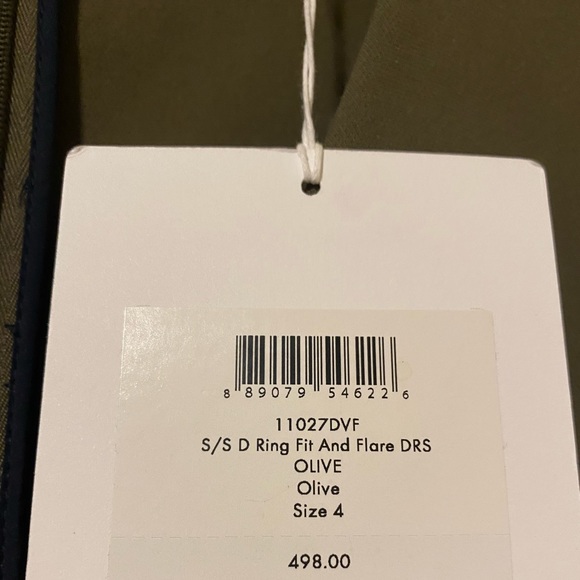 8 89079 54622 6
11027DVF
S/S D Ring Fit And Flare DRS
OLIVE
Olive
Size 4
498.00